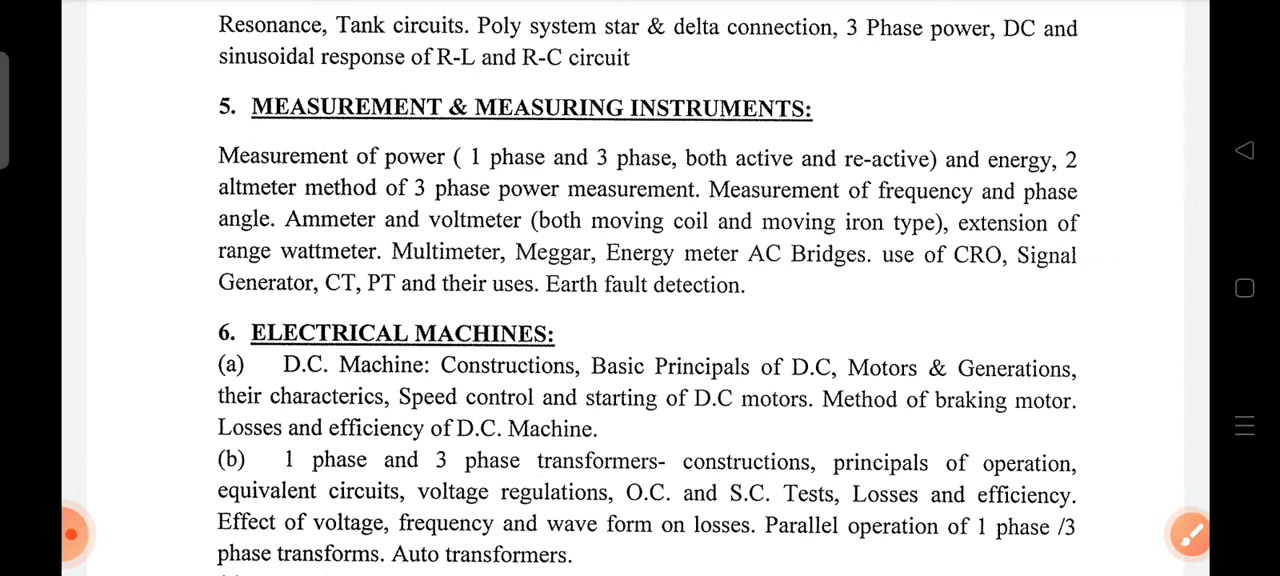 Resonance, Tank circuits. Poly system star & delta connection, 3 Phase power, DC and
sinusoidal response of R-L and R-C circuit
5. MEASUREMENT & MEASURING INSTRUMENTS:
Measurement of power ( 1 phase and 3 phase, both active and re-active) and energy, 2
altmeter method of 3 phase power measurement. Measurement of frequency and phase
angle. Ammeter and voltmeter (both moving coil and moving iron type), extension of
range wattmeter. Multimeter, Meggar, Energy meter AC Bridges. use of CRO, Signal
Generator, CT, PT and their uses. Earth fault detection.
6. ELECTRICAL MACHINES:
(a) D.C. Machine: Constructions, Basic Principals of D.C, Motors & Generations,
their characterics, Speed control and starting of D.C motors. Method of braking motor.
Losses and efficiency of D.C. Machine.
(b) 1 phase and 3 phase transformers- constructions, principals of operation,
equivalent circuits, voltage regulations, O.C. and S.C. Tests, Losses and efficiency.
Effect of voltage, frequency and wave form on losses. Parallel operation of 1 phase /3
phase transforms. Auto transformers.